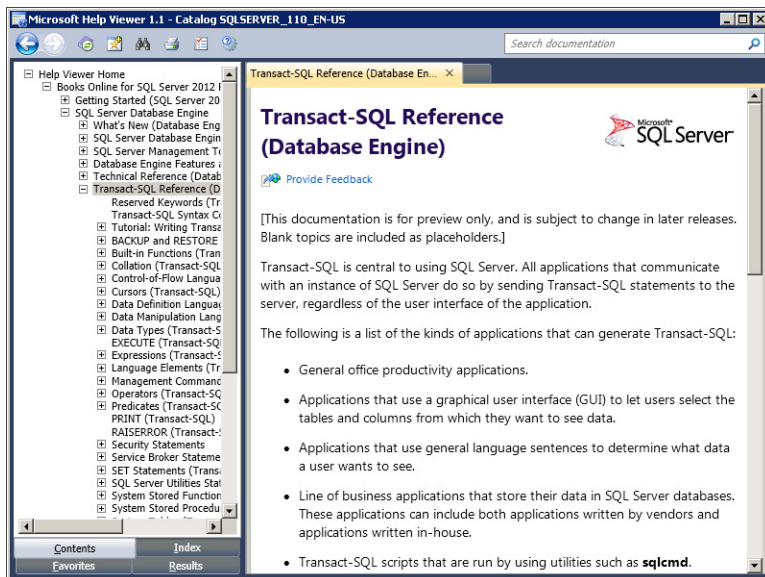 Microsoft Help Viewer 1.1 - Catalog SQLSERVER_110_EN-US
Search documentation
Help Viewer Home
Books Online for SQL Server 2012
Getting Started (SQL Server 20
SQL Server Database Engine
What's New (Database Eng
SQL Server Database Engin
SQL Server Management To
Database Engine Features a
Technical Reference (Datab
Transact-SQL Reference (D
Reserved Keywords (Tr
Transact-SQL Syntax Co
Tutorial: Writing Transa
BACKUP and RESTORE
Built-in Functions (Tran
Collation (Transact-SQL
Control-of-Flow Langua
Cursors (Transact-SQL)
Data Definition Languag
Data Manipulation Lang
Data Types (Transact-S
EXECUTE (Transact-SQ
Expressions (Transact-S
Language Elements (Tr
Management Command
Operators (Transact-SQ
Predicates (Transact-SC
PRINT (Transact-SQL)
RAISERROR (Transact-S
Security Statements
Service Broker Stateme
SET Statements (Transa
SQL Server Utilities Stat
System Stored Function
System Stored Procedu
Contents
Index
Favorites
Results
Transact-SQL Reference (Database En... ×
Transact-SQL Reference
(Database Engine)
Microsoft®
SQL Server
Provide Feedback
[This documentation is for preview only, and is subject to change in later releases.
Blank topics are included as placeholders.]
Transact-SQL is central to using SQL Server. All applications that communicate
with an instance of SQL Server do so by sending Transact-SQL statements to the
server, regardless of the user interface of the application.
The following is a list of the kinds of applications that can generate Transact-SQL:
• General office productivity applications.
• Applications that use a graphical user interface (GUI) to let users select the
tables and columns from which they want to see data.
• Applications that use general language sentences to determine what data
a user wants to see.
• Line of business applications that store their data in SQL Server databases.
These applications can include both applications written by vendors and
applications written in-house.
• Transact-SQL scripts that are run by using utilities such as sqlcmd.